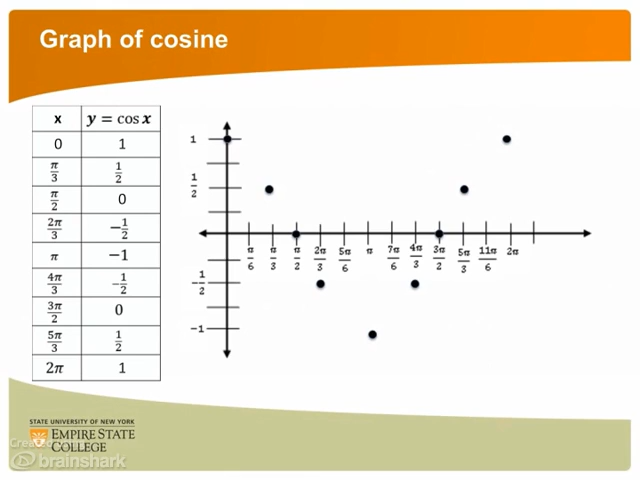 Graph of cosine
x y = cos x
0 1
π/3 1/2
π/2 0
2π/3 −1/2
π −1
4π/3 −1/2
3π/2 0
5π/3 1/2
2π 1
1
1/2
π/6 π/3 π/2 2π/3 5π/6 π 7π/6 4π/3 3π/2 5π/3 11π/6 2π
−1/2
−1
STATE UNIVERSITY OF NEW YORK
EMPIRE STATE
COLLEGE
brainshark